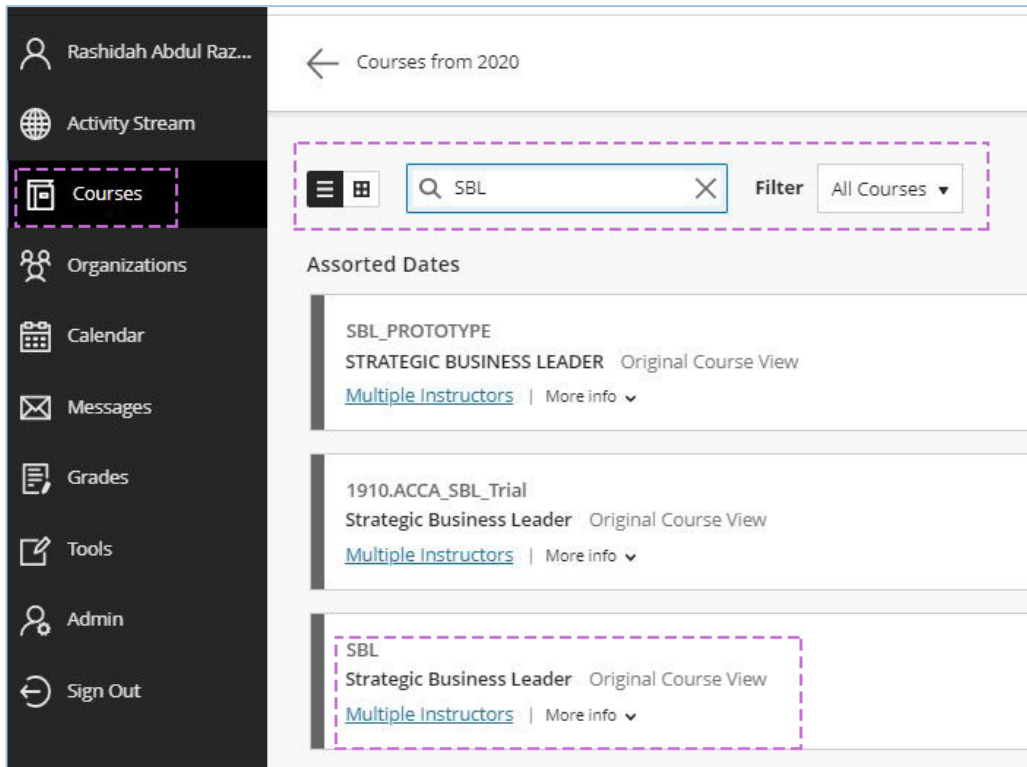 Rashidah Abdul Raz...
Activity Stream
Courses
Organizations
Calendar
Messages
Grades
Tools
Admin
Sign Out
Courses from 2020
SBL
Filter
All Courses
Assorted Dates
SBL_PROTOTYPE
STRATEGIC BUSINESS LEADER Original Course View
Multiple Instructors | More info
1910.ACCA_SBL_Trial
Strategic Business Leader Original Course View
Multiple Instructors | More info
SBL
Strategic Business Leader Original Course View
Multiple Instructors | More info